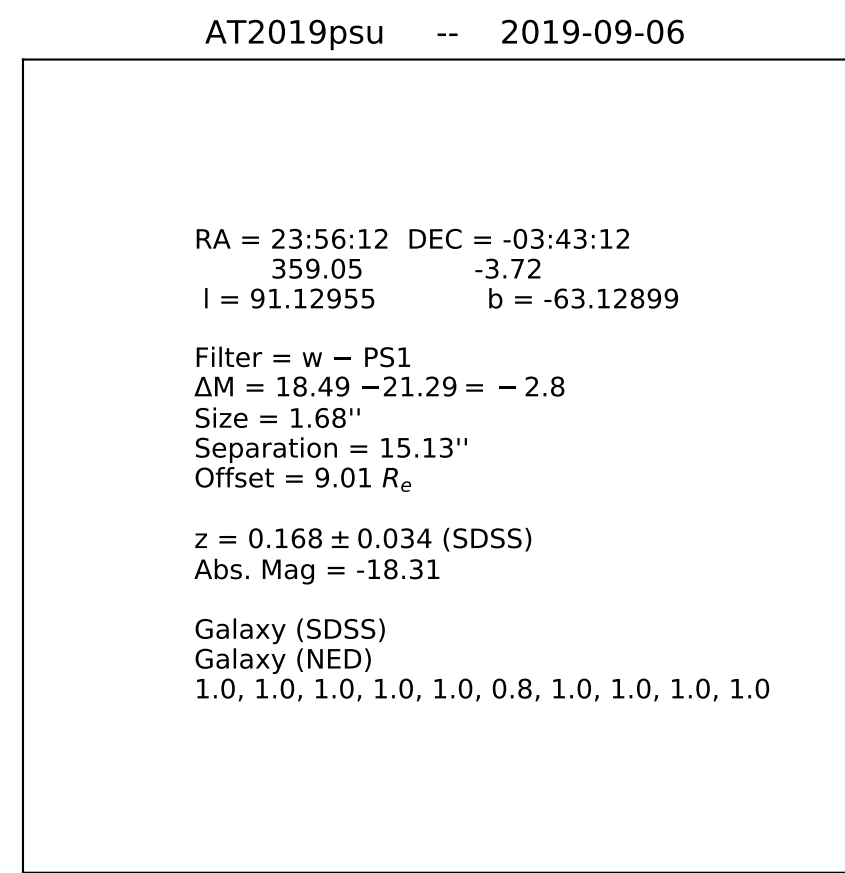 AT2019psu -- 2019-09-06
RA = 23:56:12 DEC = -03:43:12
359.05 -3.72
l = 91.12955 b = -63.12899
Filter = w − PS1
ΔM = 18.49 −21.29 = − 2.8
Size = 1.68''
Separation = 15.13''
Offset = 9.01 Re
z = 0.168 ± 0.034 (SDSS)
Abs. Mag = -18.31
Galaxy (SDSS)
Galaxy (NED)
1.0, 1.0, 1.0, 1.0, 1.0, 0.8, 1.0, 1.0, 1.0, 1.0